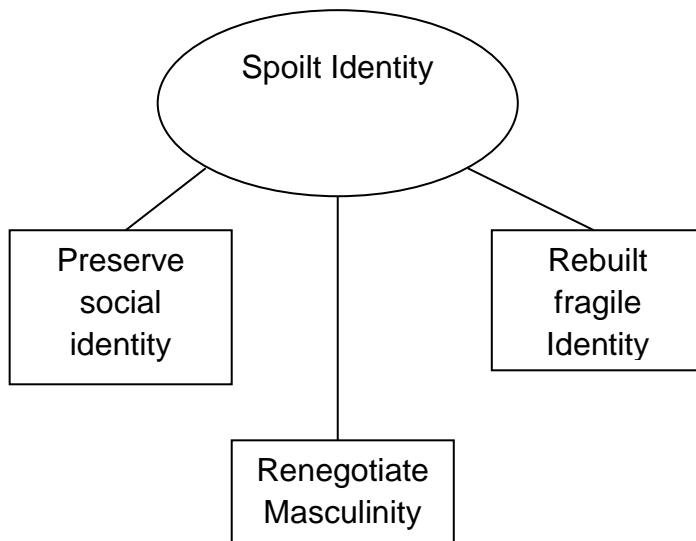 Spoilt Identity
Preserve
social
identity
Rebuilt
fragile
Identity
Renegotiate
Masculinity